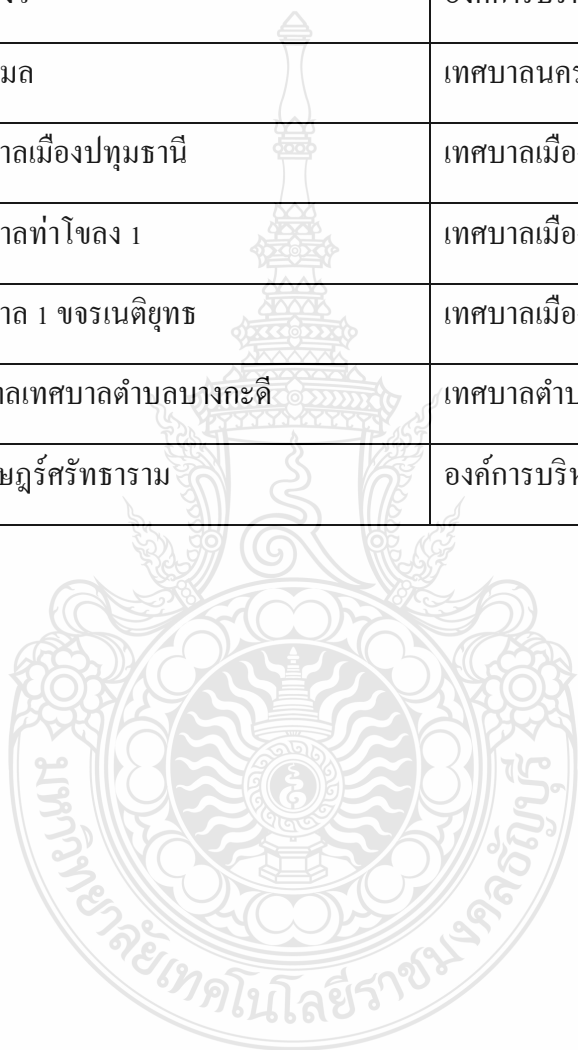 มล เทศบาลนคร
าลเมืองปทุมธานี เทศบาลเมือ
าลท่าโขลง 1 เทศบาลเมือ
าล 1 ขจรเนติยุทธ เทศบาลเมือ
าลเทศบาลตำบลบางกะดี เทศบาลตำบ
ษฎร์ศรัทธาราม องค์การบริห
มหาวิทยาลัยเทคโนโลยีราชมงคลธัญบุรี